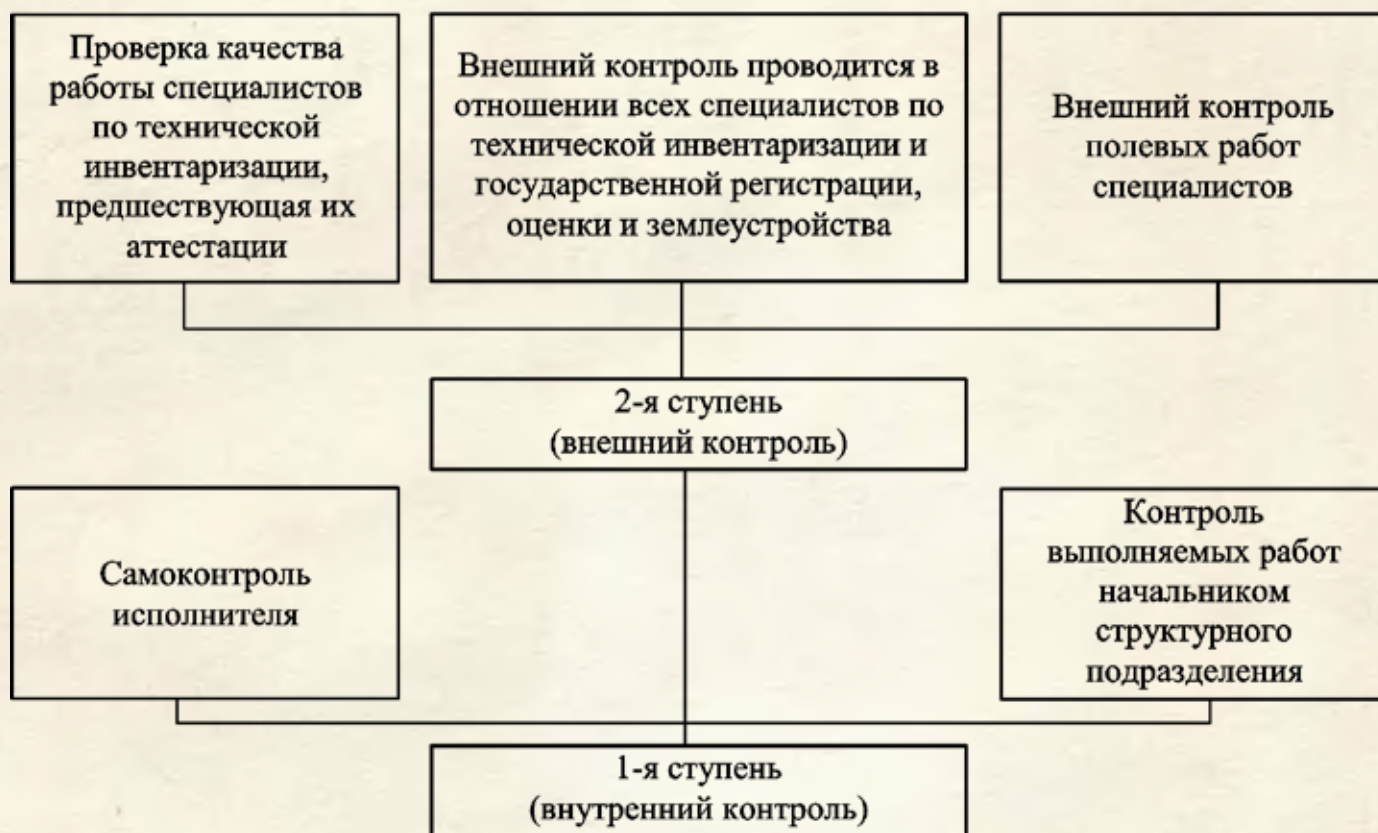 Проверка качества
работы специалистов
по технической
инвентаризации,
предшествующая их
аттестации
Внешний контроль проводится в
отношении всех специалистов по
технической инвентаризации и
государственной регистрации,
оценки и землеустройства
Внешний контроль
полевых работ
специалистов
2-я ступень
(внешний контроль)
Самоконтроль
исполнителя
Контроль
выполняемых работ
начальником
структурного
подразделения
1-я ступень
(внутренний контроль)